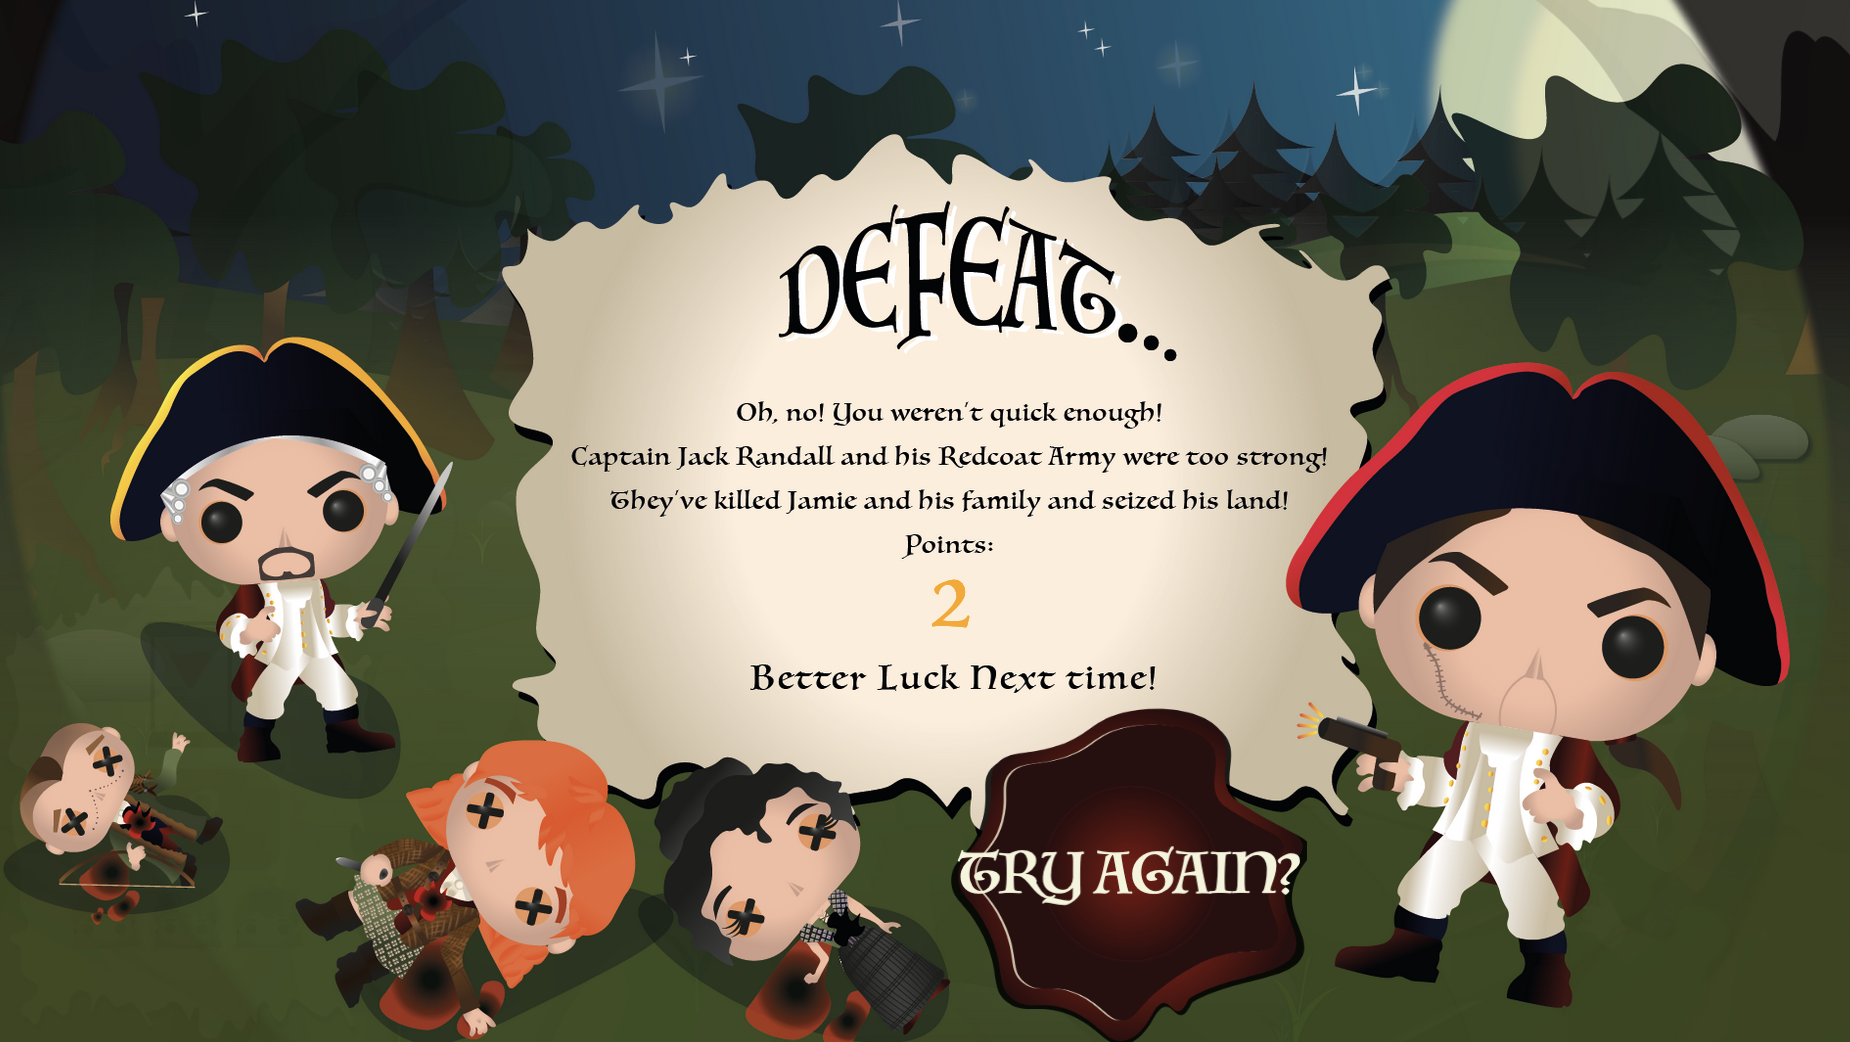 DEFEAT...
Oh, no! You weren't quick enough!
Captain Jack Randall and his Redcoat Army were too strong!
They've killed Jamie and his family and seized his land!
Points:
2
Better Luck Next time!
TRY AGAIN?